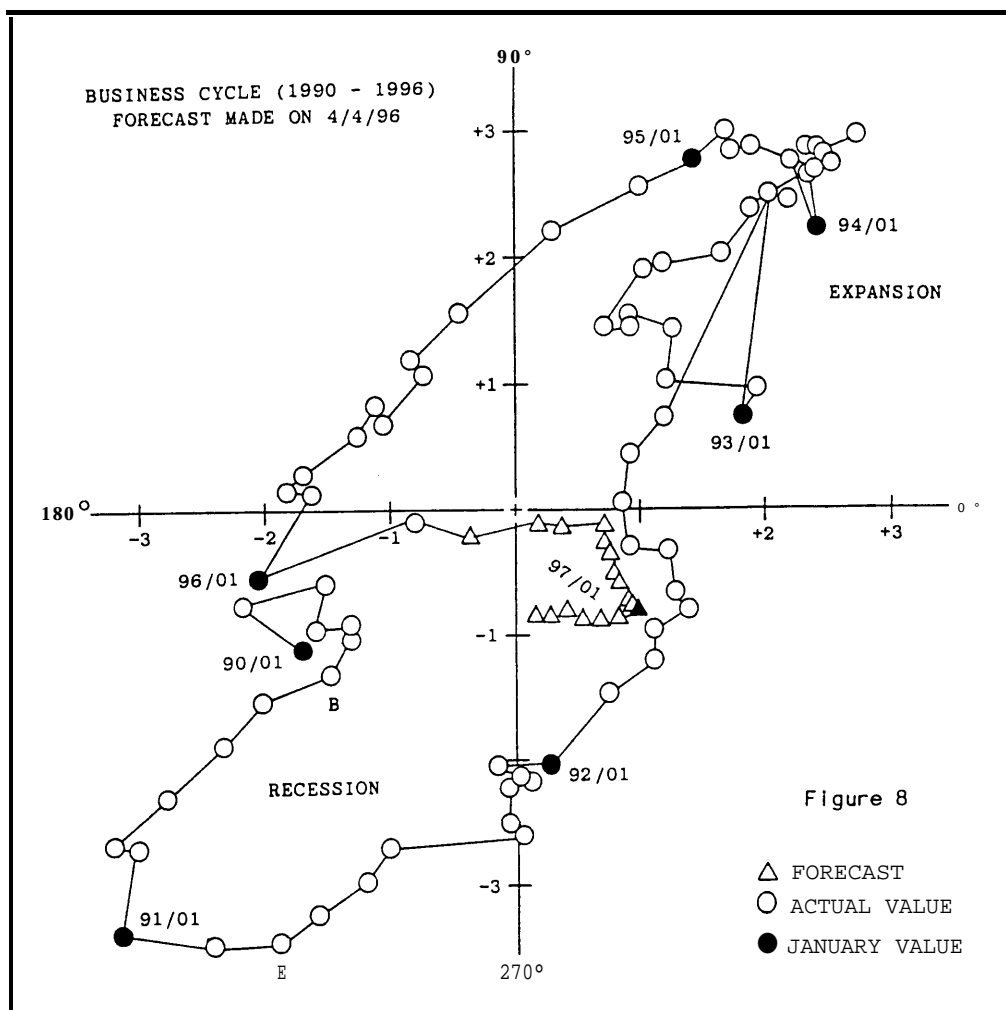 90°
BUSINESS CYCLE (1990 - 1996)
FORECAST MADE ON 4/4/96
+3
95/01
94/01
+2
EXPANSION
+1
93/01
180°
-3
-2
-1
+
+2
+3
0°
96/01
97/01
-1
90/01
B
92/01
RECESSION
Figure 8
-3
91/01
E
270°
FORECAST
ACTUAL VALUE
JANUARY VALUE